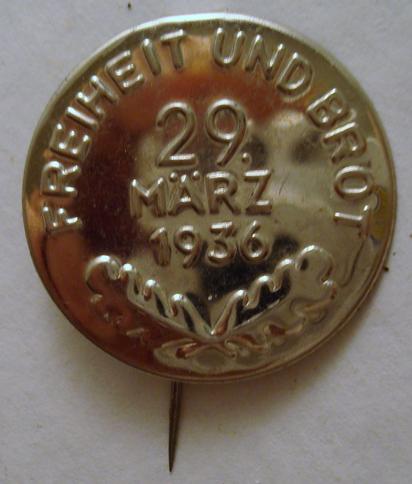 FREIHEIT UND BROT
29.
MÄRZ
1936